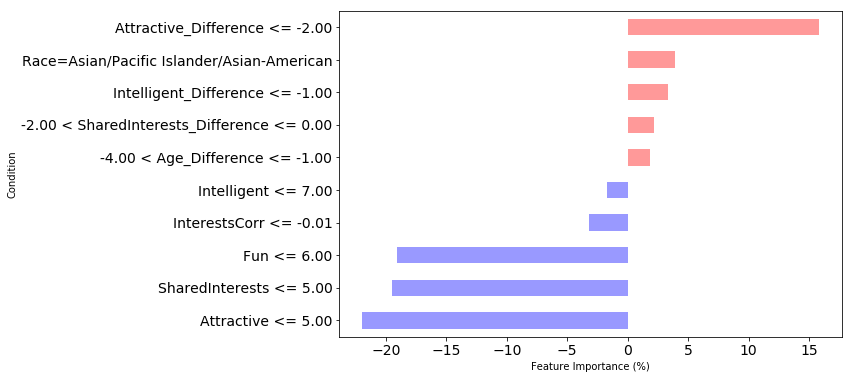 Attractive_Difference <= -2.00
Race=Asian/Pacific Islander/Asian-American
Intelligent_Difference <= -1.00
-2.00 < SharedInterests_Difference <= 0.00
-4.00 < Age_Difference <= -1.00
Intelligent <= 7.00
InterestsCorr <= -0.01
Fun <= 6.00
SharedInterests <= 5.00
Attractive <= 5.00
Condition
−20 −15 −10 −5 0 5 10 15
Feature Importance (%)